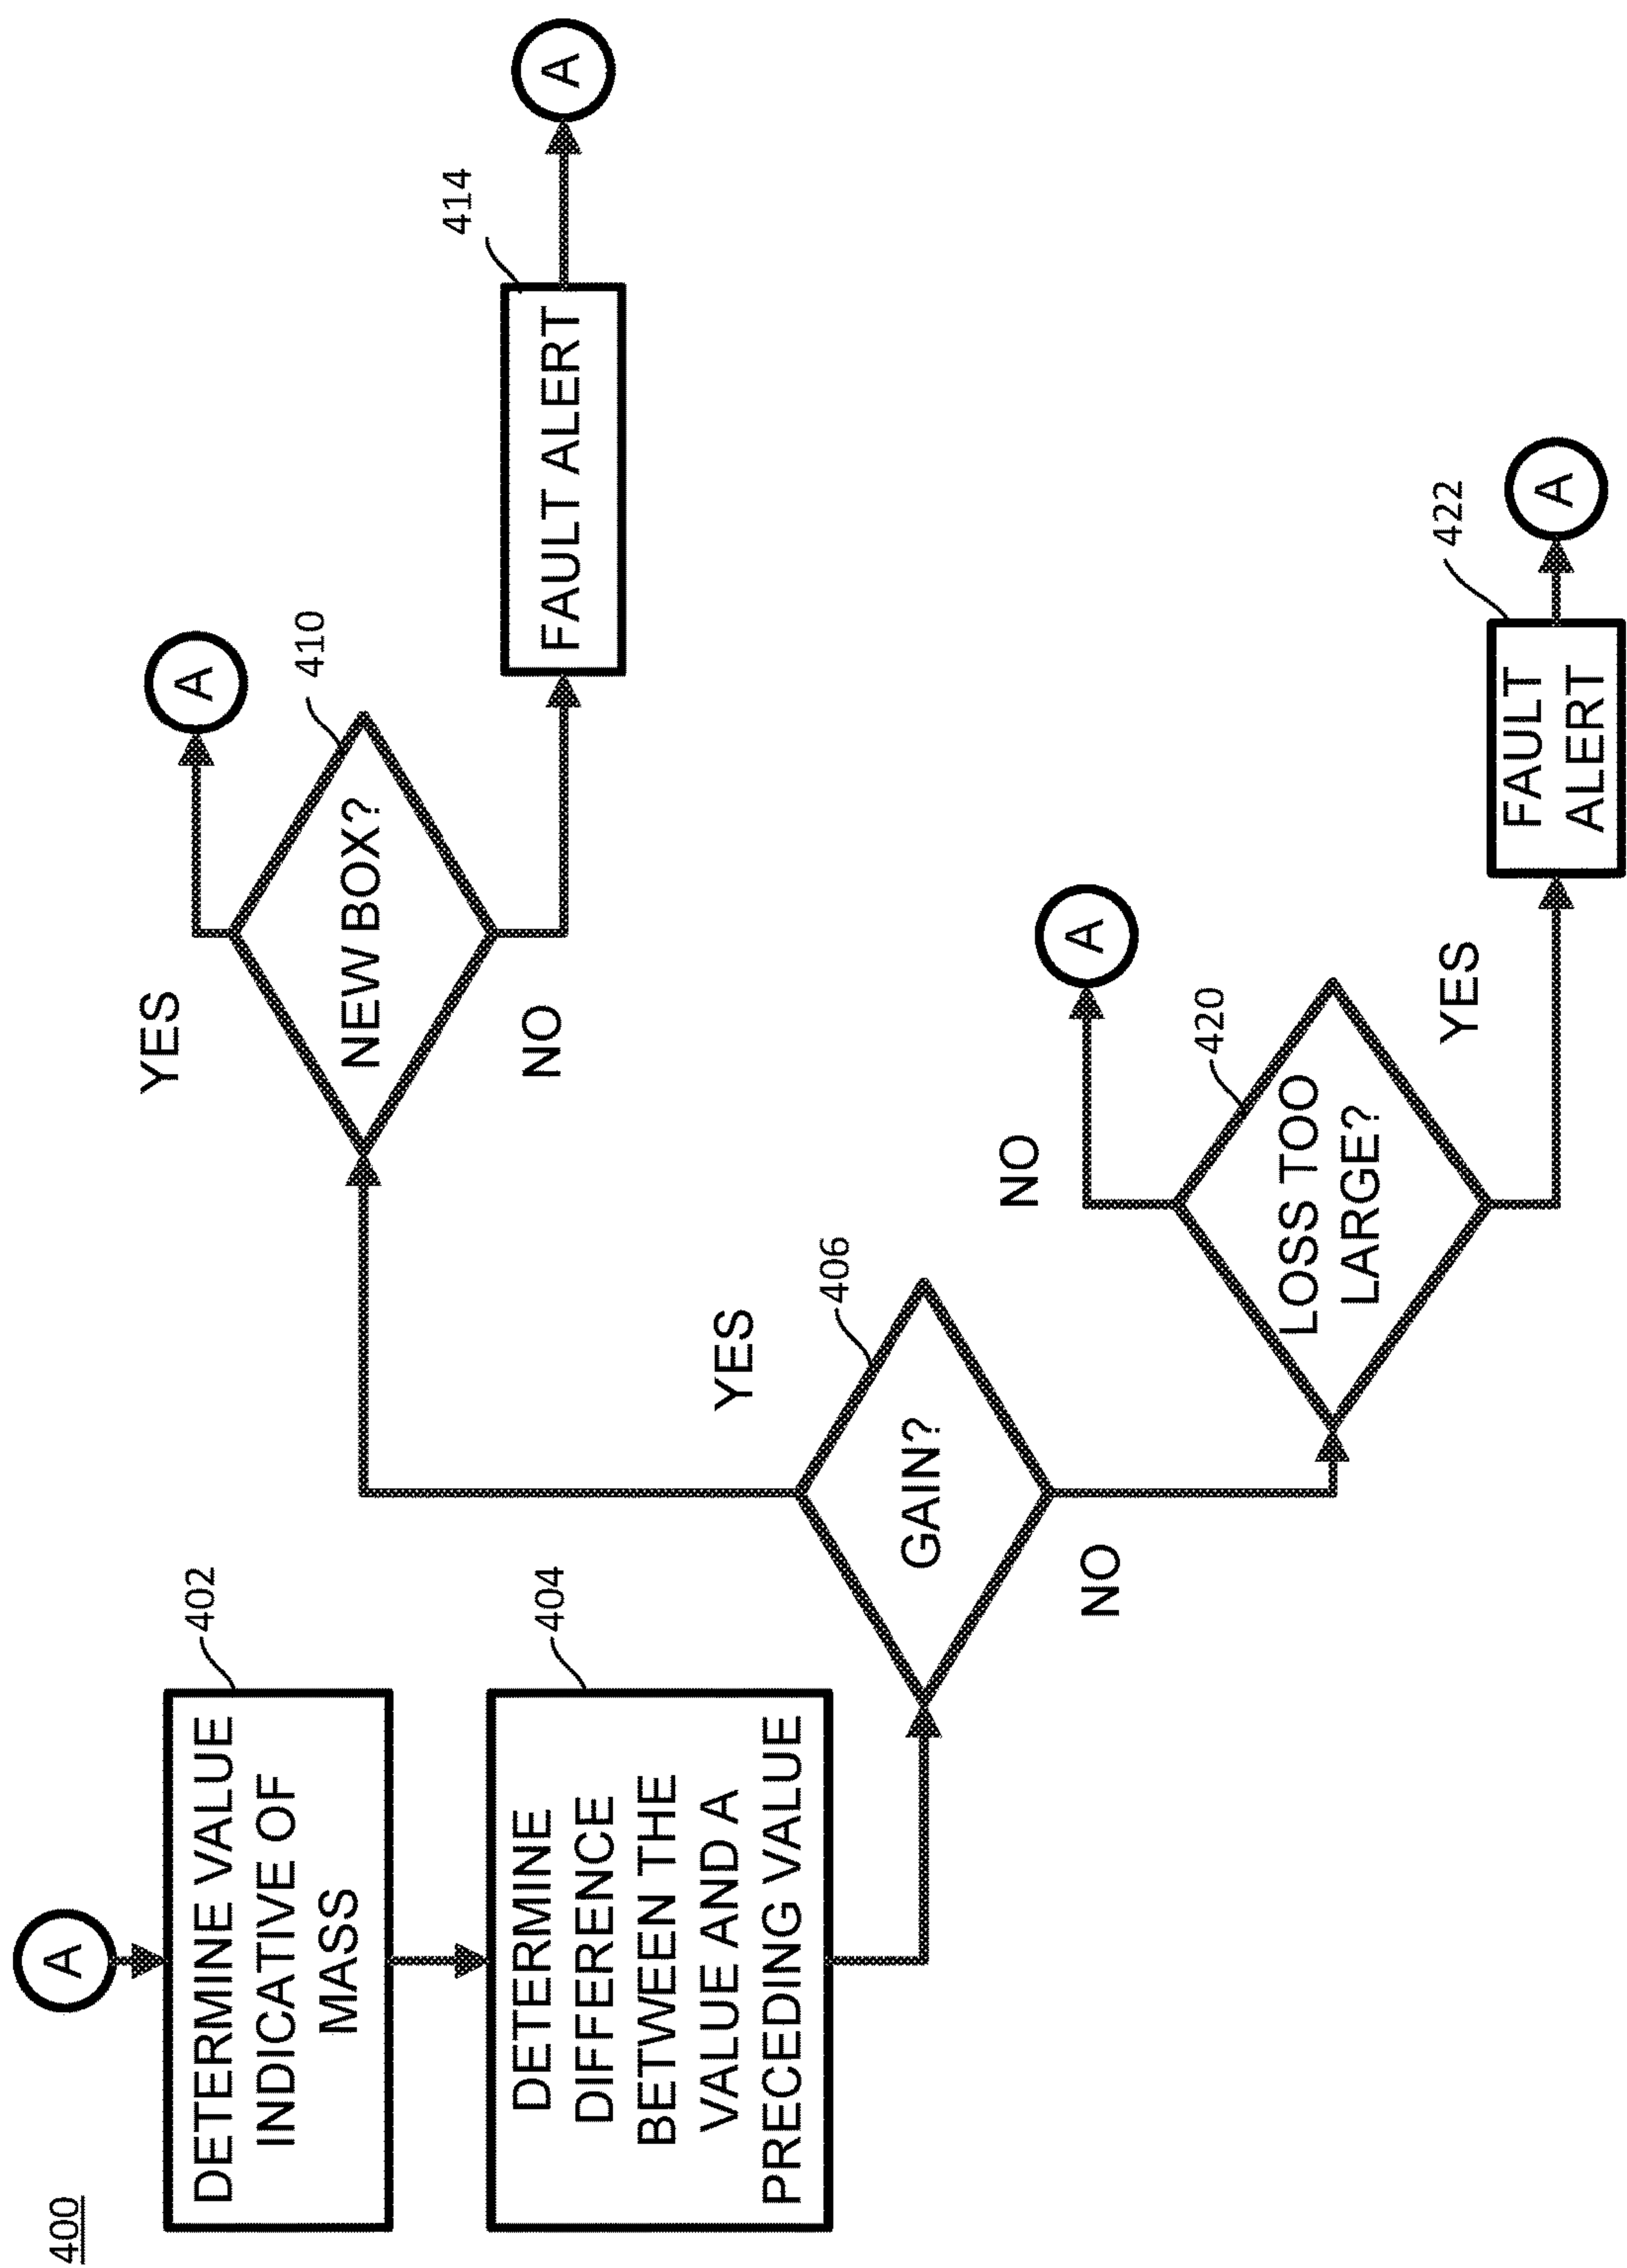 400
A
402
DETERMINE VALUE
INDICATIVE OF
MASS
404
DETERMINE
DIFFERENCE
BETWEEN THE
VALUE AND A
PRECEDING VALUE
406
GAIN?
YES
NO
410
NEW BOX?
YES
A
NO
414
FAULT ALERT
A
420
LOSS TOO
LARGE?
NO
A
YES
422
FAULT
ALERT
A